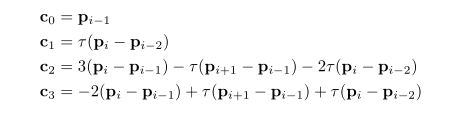 c₀ = pᵢ₋₁
c₁ = τ(pᵢ − pᵢ₋₂)
c₂ = 3(pᵢ − pᵢ₋₁) − τ(pᵢ₊₁ − pᵢ₋₁) − 2τ(pᵢ − pᵢ₋₂)
c₃ = −2(pᵢ − pᵢ₋₁) + τ(pᵢ₊₁ − pᵢ₋₁) + τ(pᵢ − pᵢ₋₂)